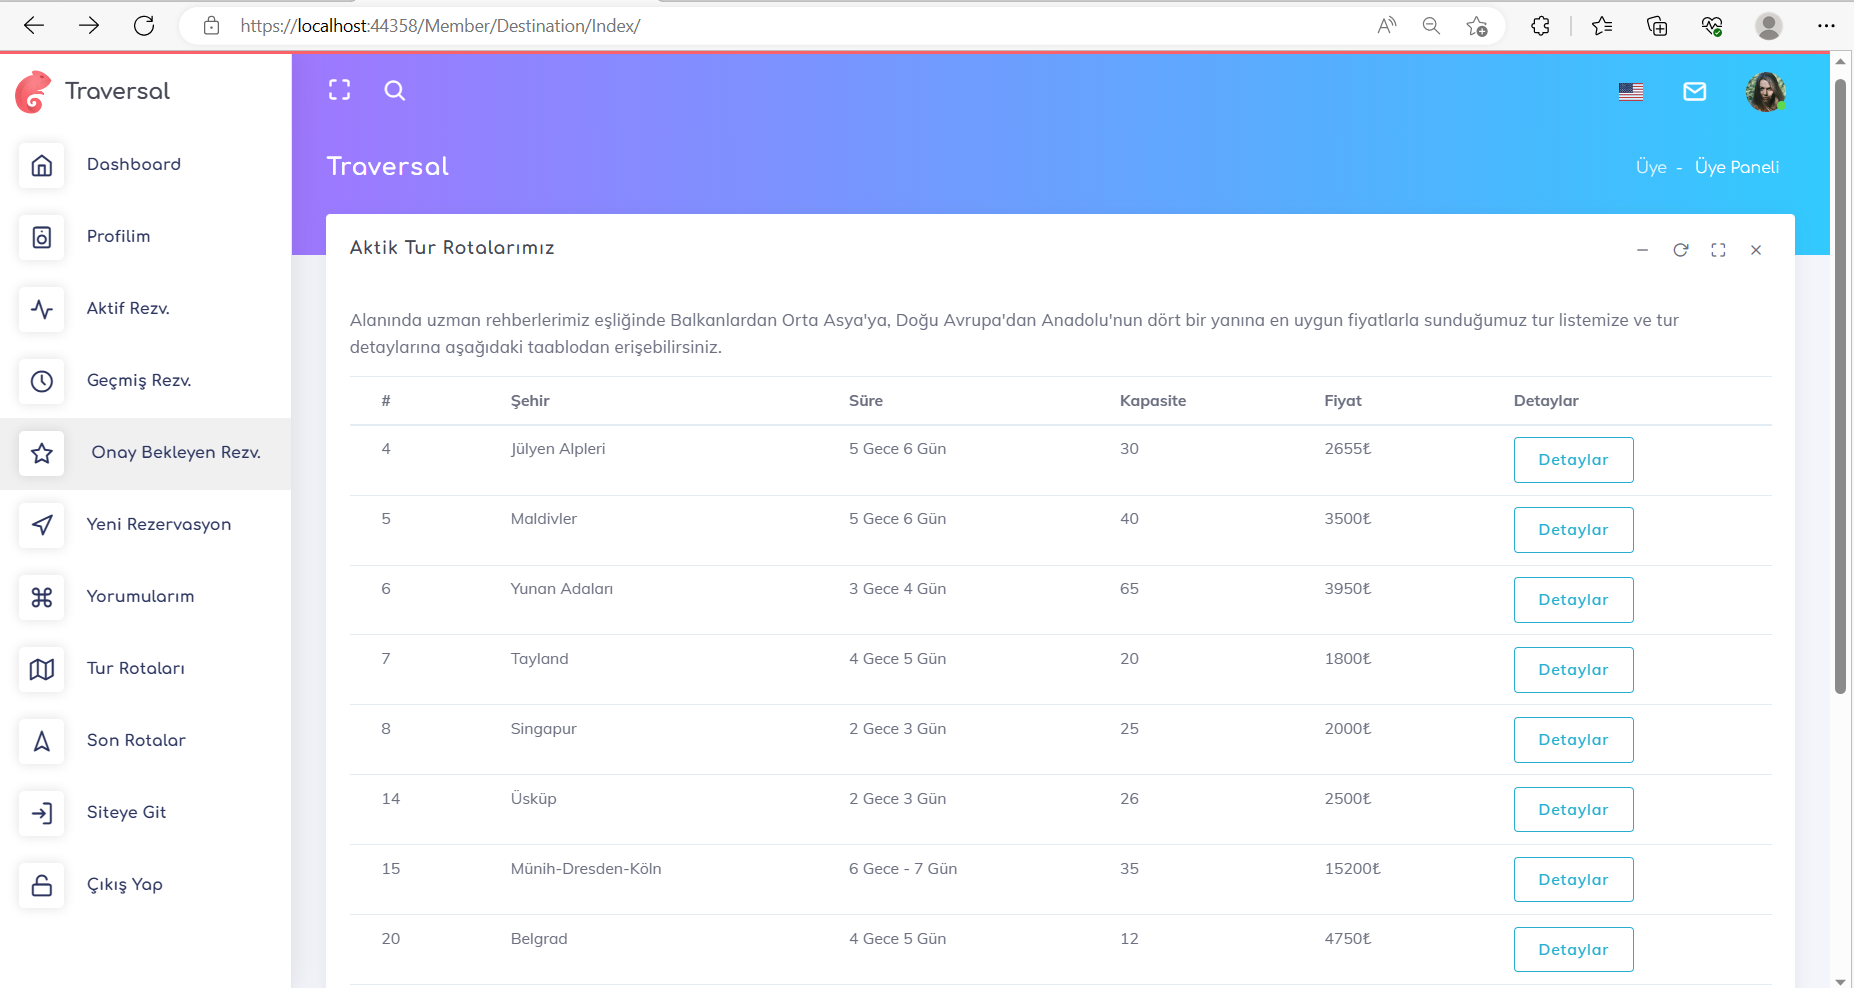 https://localhost:44358/Member/Destination/Index/
Traversal
Dashboard
Profilim
Aktif Rezv.
Geçmiş Rezv.
Onay Bekleyen Rezv.
Yeni Rezervasyon
Yorumularım
Tur Rotaları
Son Rotalar
Siteye Git
Çıkış Yap
Traversal
Üye - Üye Paneli
Aktik Tur Rotalarımız
Alanında uzman rehberlerimiz eşliğinde Balkanlardan Orta Asya'ya, Doğu Avrupa'dan Anadolu'nun dört bir yanına en uygun fiyatlarla sunduğumuz tur listemize ve tur
detaylarına aşağıdaki taablodan erişebilirsiniz.
# Şehir Süre Kapasite Fiyat Detaylar
4 Jülyen Alpleri 5 Gece 6 Gün 30 2655₺ Detaylar
5 Maldivler 5 Gece 6 Gün 40 3500₺ Detaylar
6 Yunan Adaları 3 Gece 4 Gün 65 3950₺ Detaylar
7 Tayland 4 Gece 5 Gün 20 1800₺ Detaylar
8 Singapur 2 Gece 3 Gün 25 2000₺ Detaylar
14 Üsküp 2 Gece 3 Gün 26 2500₺ Detaylar
15 Münih-Dresden-Köln 6 Gece - 7 Gün 35 15200₺ Detaylar
20 Belgrad 4 Gece 5 Gün 12 4750₺ Detaylar